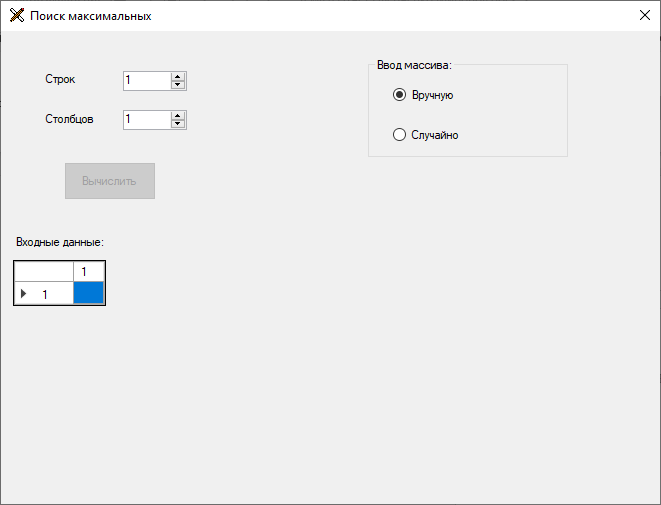 Поиск максимальных
Строк 1
Столбцов 1
Вычислить
Ввод массива:
Вручную
Случайно
Входные данные:
1
1